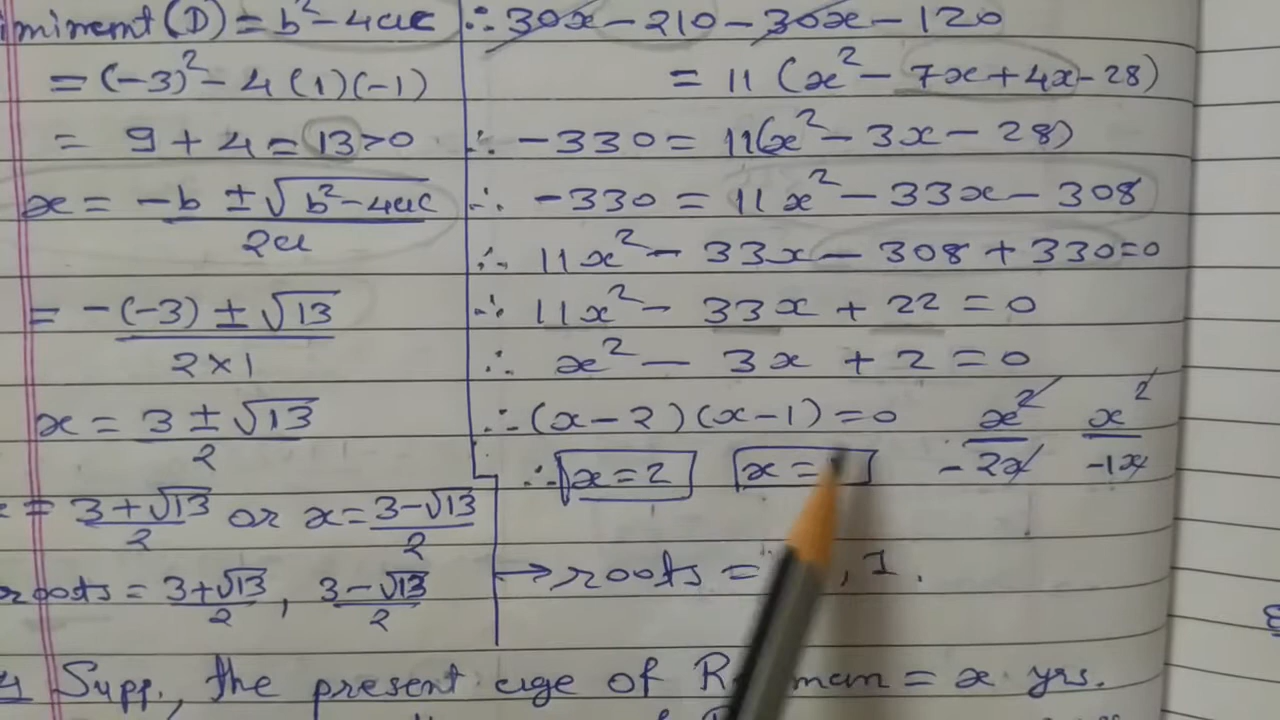 iminent (D) = b² - 4ac
= (-3)² - 4 (1) (-1)
= 9 + 4 = 13 > 0
x = -b ± √b² - 4ac
2a
= -(-3) ± √13
2 × 1
x = 3 ± √13
2
= 3 + √13 or x = 3 - √13
2 2
roots = 3 + √13 , 3 - √13
2 2
∴ 30x - 210 - 30x - 120
= 11 (x² - 7x + 4x - 28)
∴ -330 = 11(x² - 3x - 28)
∴ -330 = 11x² - 33x - 308
∴ 11x² - 33x - 308 + 330 = 0
∴ 11x² - 33x + 22 = 0
∴ x² - 3x + 2 = 0
∴ (x - 2) (x - 1) = 0 x² x²
-2x -1x
∴ x = 2 x =
→ roots = , 1.
4 Supp., the present age of = x yrs.